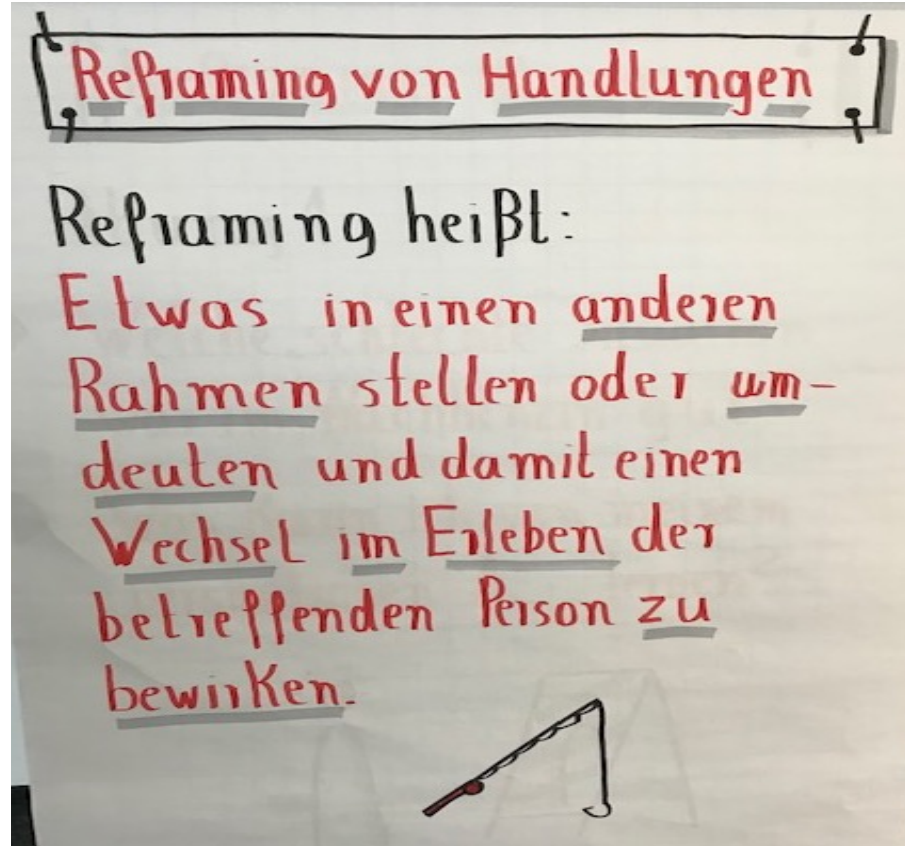 Reframing von Handlungen
Reframing heißt:
Etwas in einen anderen
Rahmen stellen oder um-
deuten und damit einen
Wechsel im Erleben der
betreffenden Person zu
bewirken.